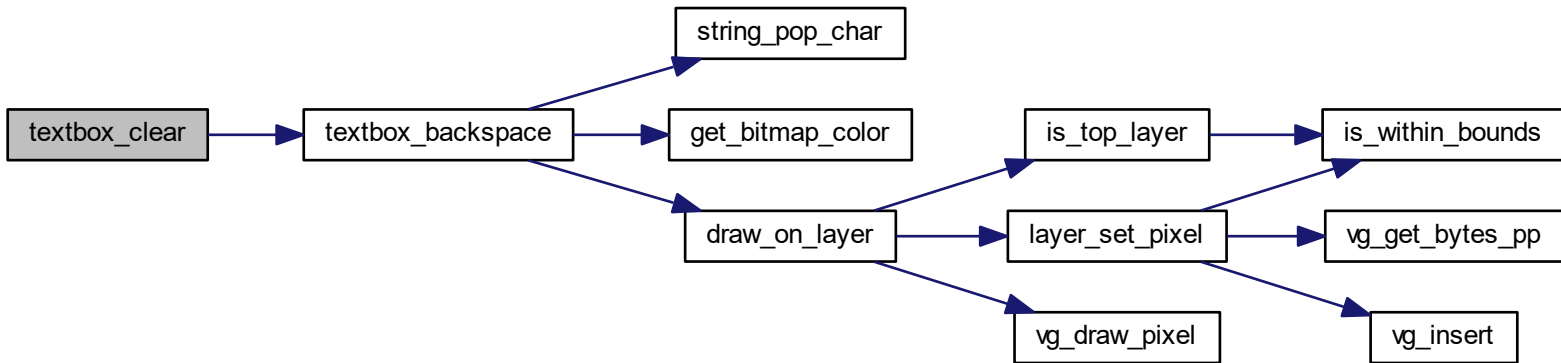 string_pop_char
textbox_clear
textbox_backspace
get_bitmap_color
is_top_layer
is_within_bounds
draw_on_layer
layer_set_pixel
vg_get_bytes_pp
vg_draw_pixel
vg_insert